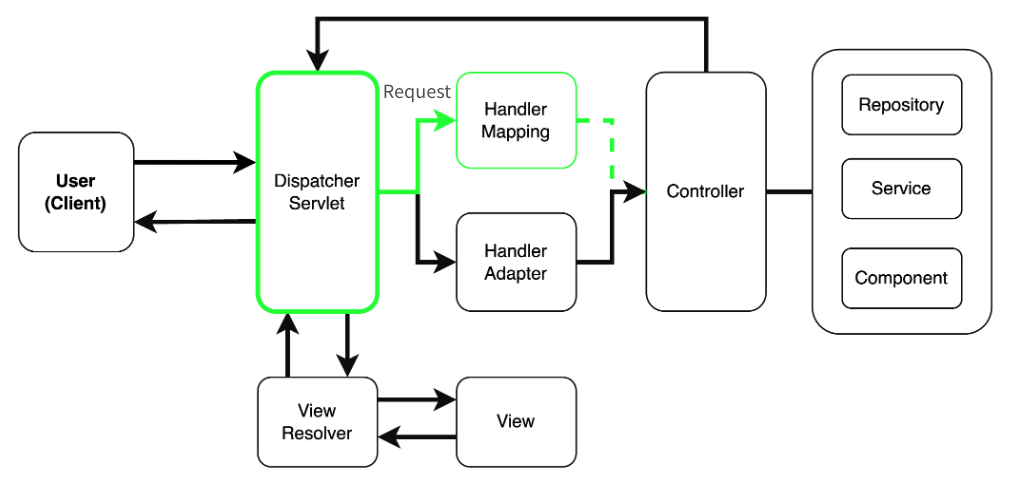 Request
Handler
Mapping
Repository
User
(Client)
Dispatcher
Servlet
Controller
Service
Handler
Adapter
Component
View
Resolver
View